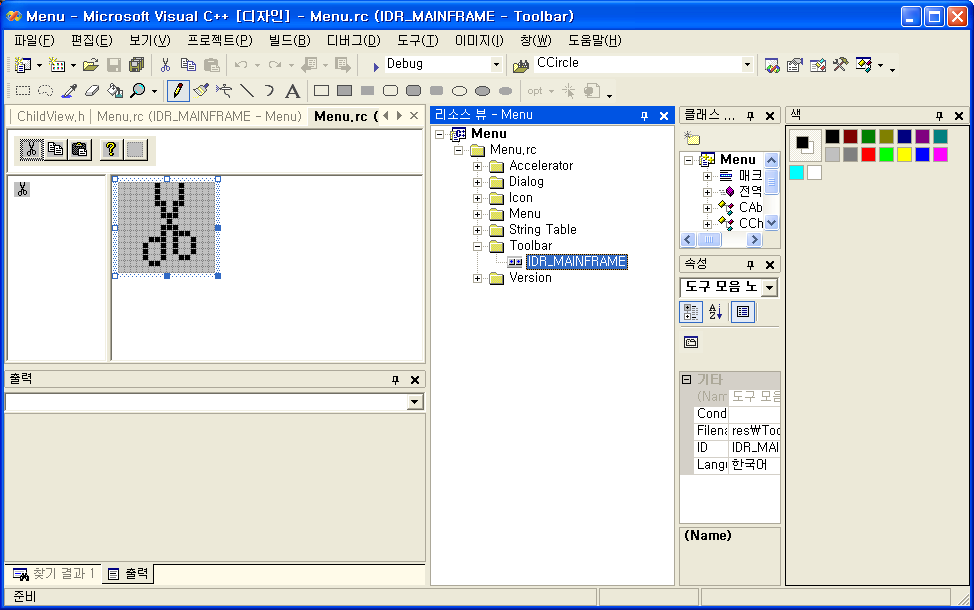 Menu - Microsoft Visual C++ [디자인] - Menu.rc (IDR_MAINFRAME - Toolbar)
파일(F) 편집(E) 보기(V) 프로젝트(P) 빌드(B) 디버그(D) 도구(T) 이미지(I) 창(W) 도움말(H)
Debug CCircle
A opt
ChildView.h Menu.rc (IDR_MAINFRAME - Menu) Menu.rc (
?
출력
찾기 결과 1 출력
리소스 뷰 - Menu
Menu
Menu.rc
Accelerator
Dialog
Icon
Menu
String Table
Toolbar
IDR_MAINFRAME
Version
클래스 ...
Menu
매크
전역
CAb
CCh
속성
도구 모음 노
기타
(Nam 도구 모음
Cond
Filena res₩Too
ID IDR_MAI
Langu 한국어
(Name)
색
준비